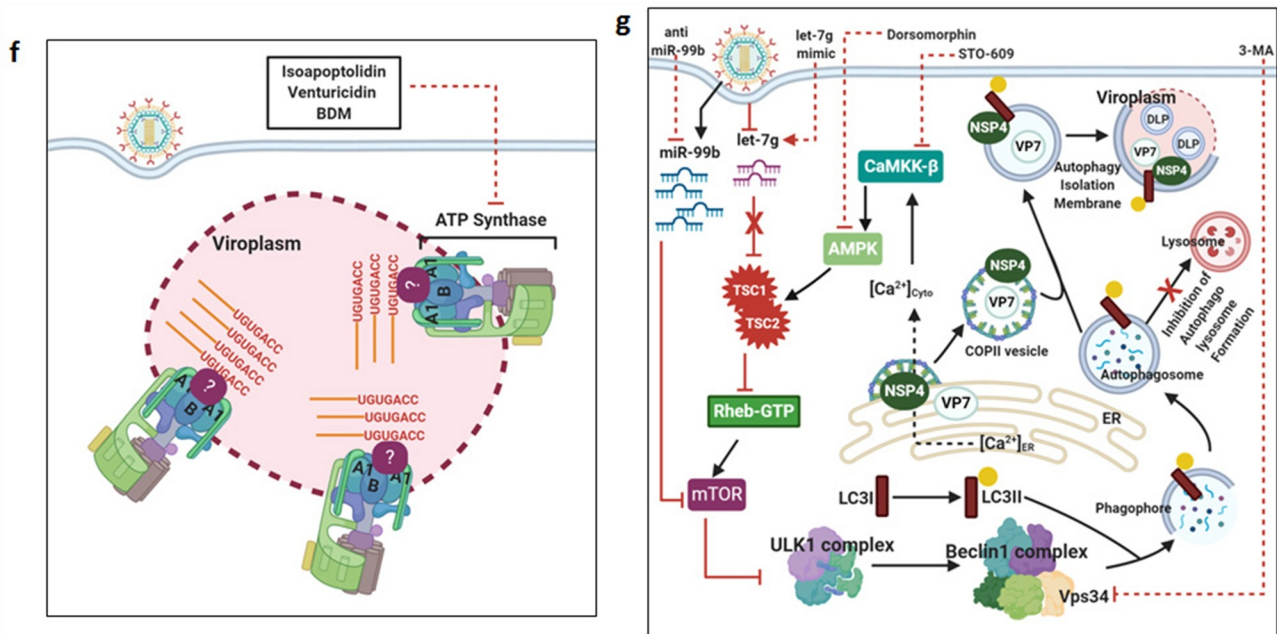 f
Isoapoptolidin
Venturicidin
BDM
ATP Synthase
Viroplasm
UGUGACC
UGUGACC
UGUGACC
UGUGACC
UGUGACC
UGUGACC
UGUGACC
?
A1
B
A1
?
A1
B
A1
UGUGACC
UGUGACC
UGUGACC
?
A1
B
A1
g
anti
miR-99b
let-7g
mimic
Dorsomorphin
STO-609
3-MA
miR-99b
let-7g
CaMKK-β
AMPK
TSC1
TSC2
Rheb-GTP
mTOR
[Ca2+]Cyto
NSP4
VP7
[Ca2+]ER
ER
NSP4
VP7
COPII vesicle
NSP4
VP7
Autophagy
Isolation
Membrane
Viroplasm
DLP
DLP
VP7
NSP4
Lysosome
Inhibition of
Autophago
lysosome
Formation
Autophagosome
Phagophore
LC3I
LC3II
ULK1 complex
Beclin1 complex
Vps34